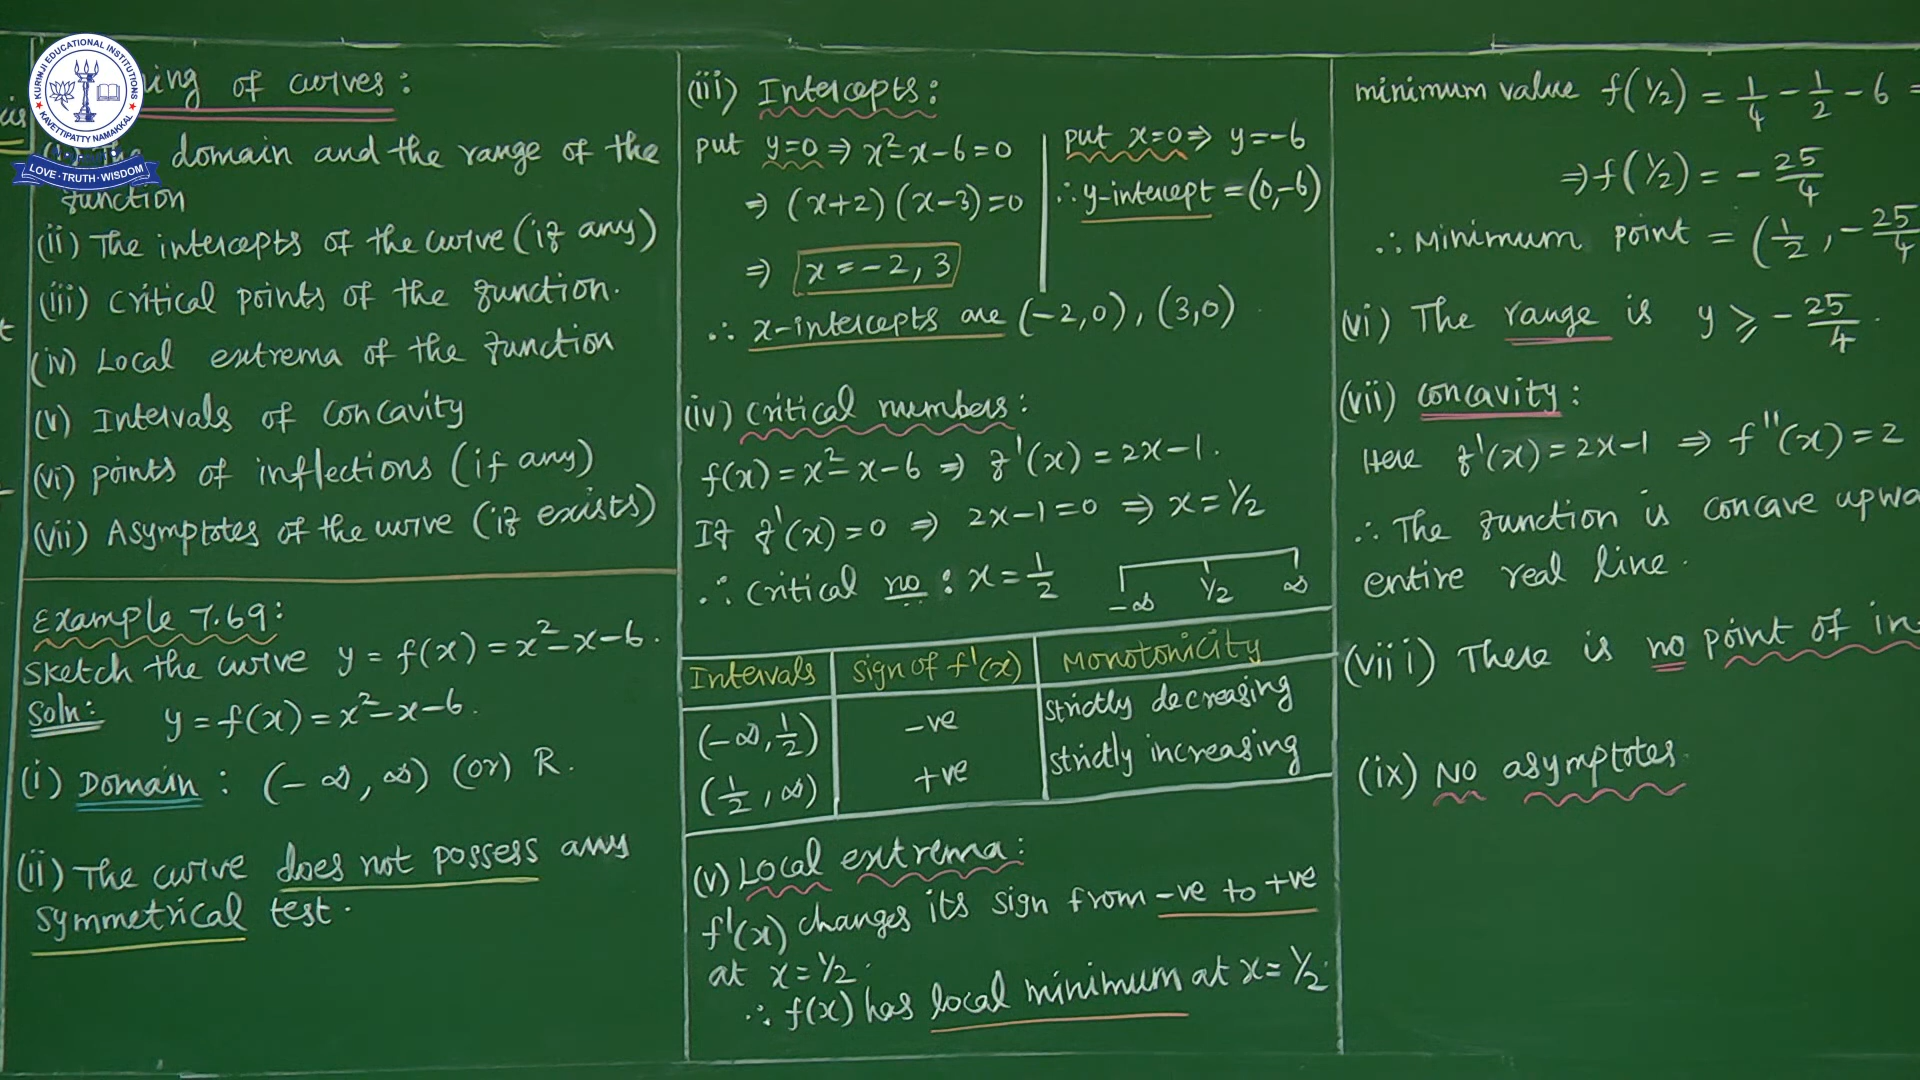 KURINJI EDUCATIONAL INSTITUTIONS
KAVETTIPATTY NAMAKKAL
LOVE · TRUTH · WISDOM
ing of curves:
(i) The domain and the range of the
function
(ii) The intercepts of the curve (if any)
(iii) Critical points of the function.
(iv) Local extrema of the function
(v) Intervals of concavity
(vi) points of inflections (if any)
(vii) Asymptotes of the curve (if exists)
Example 7.69:
Sketch the curve y = f(x) = x² - x - 6.
Soln: y = f(x) = x² - x - 6.
(i) Domain : (-∞, ∞) (or) R.
(ii) The curve does not possess any
symmetrical test.
(iii) Intercepts:
put y=0 ⇒ x² - x - 6 = 0
⇒ (x+2) (x-3) = 0
⇒ x = -2, 3
put x=0 ⇒ y = -6
∴ y-intercept = (0,-6)
∴ x-intercepts are (-2,0), (3,0)
(iv) Critical numbers:
f(x) = x² - x - 6 ⇒ f'(x) = 2x - 1.
If f'(x) = 0 ⇒ 2x - 1 = 0 ⇒ x = 1/2
∴ Critical no : x = 1/2
-∞ 1/2 ∞
Intervals sign of f'(x) Monotonicity
(-∞, 1/2) -ve strictly decreasing
(1/2, ∞) +ve strictly increasing
(v) Local extrema:
f'(x) changes its sign from -ve to +ve
at x = 1/2.
∴ f(x) has local minimum at x = 1/2.
minimum value f(1/2) = 1/4 - 1/2 - 6 =
⇒ f(1/2) = - 25/4
∴ Minimum point = (1/2, - 25/4
(vi) The range is y ≥ - 25/4.
(vii) concavity:
Here f'(x) = 2x - 1 ⇒ f''(x) = 2
∴ The function is concave upwa
entire real line.
(viii) There is no point of in
(ix) No asymptotes.